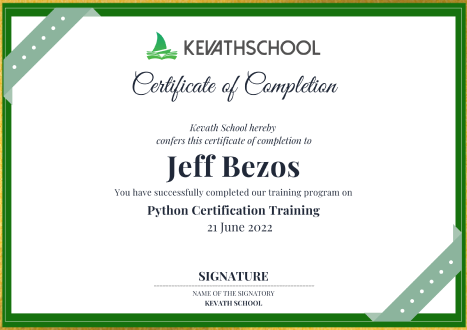 KEVATHSCHOOL
Certificate of Completion
Kevath School hereby
confers this certificate of completion to
Jeff Bezos
You have successfully completed our training program on
Python Certification Training
21 June 2022
SIGNATURE
NAME OF THE SIGNATORY
KEVATH SCHOOL